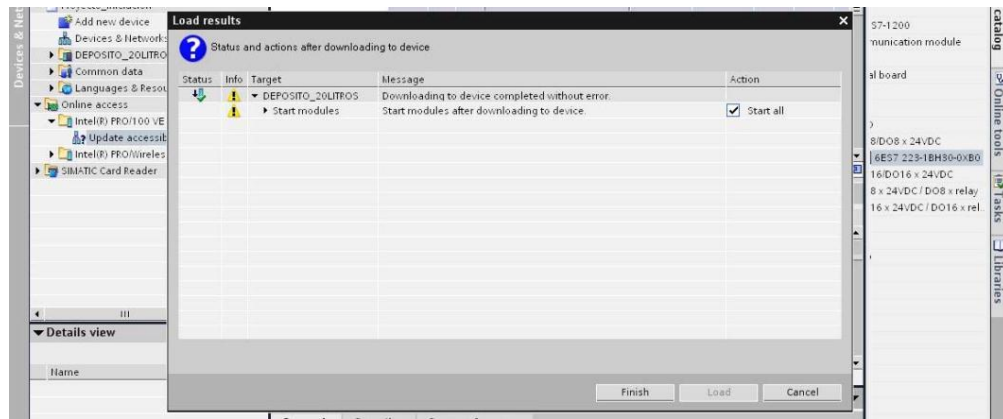 Add new device
Devices & Networks
DEPOSITO_20LITRO
Common data
Languages & Resou
Online access
Intel(R) PRO/100 VE
Update accessib
Intel(R) PRO/Wireles
SIMATIC Card Reader
Details view
Name
Devices & Net
Load results
Status and actions after downloading to device
Status Info Target Message Action
DEPOSITO_20LITROS Downloading to device completed without error.
Start modules Start modules after downloading to device. Start all
Finish Load Cancel
S7-1200
munication module
al board
8/DO8 x 24VDC
6ES7 223-1BH30-0XB0
16/DO16 x 24VDC
8 x 24VDC / DO8 x relay
16 x 24VDC / DO16 x rel..
catalog
Online tools
Tasks
Libraries